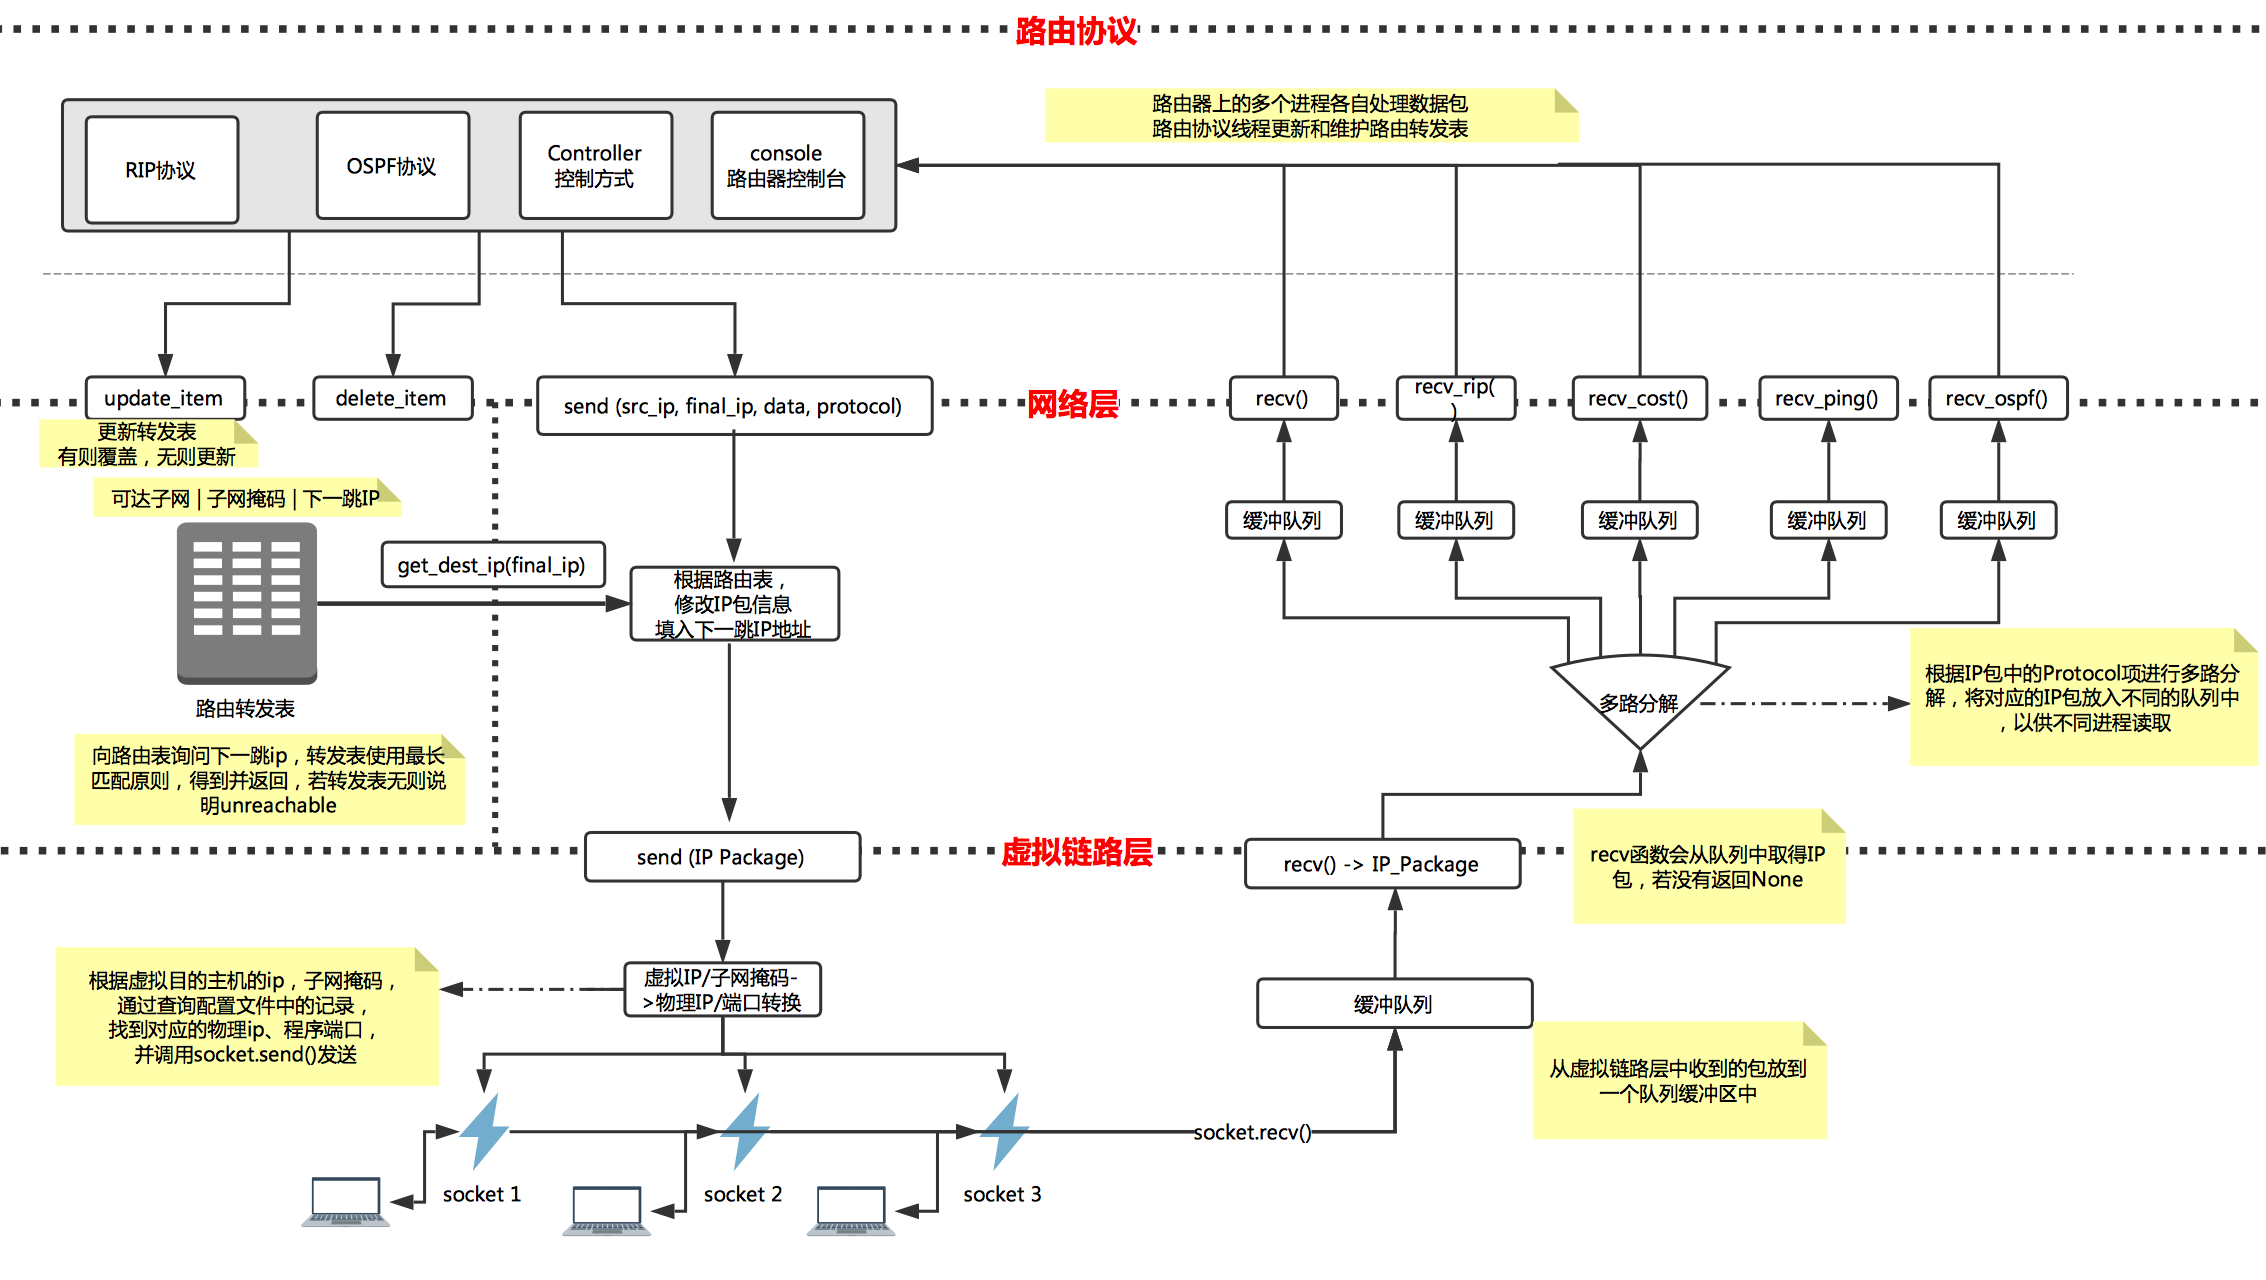 路由协议
路由器上的多个进程各自处理数据包
路由协议线程更新和维护路由转发表
RIP协议
OSPF协议
Controller
控制方式
console
路由器控制台
update_item
delete_item
send (src_ip, final_ip, data, protocol)
网络层
recv()
recv_rip(
)
recv_cost()
recv_ping()
recv_ospf()
更新转发表
有则覆盖，无则更新
可达子网 | 子网掩码 | 下一跳IP
缓冲队列
缓冲队列
缓冲队列
缓冲队列
缓冲队列
get_dest_ip(final_ip)
根据路由表，
修改IP包信息
填入下一跳IP地址
路由转发表
多路分解
根据IP包中的Protocol项进行多路分
解，将对应的IP包放入不同的队列中
，以供不同进程读取
向路由表询问下一跳ip，转发表使用最长
匹配原则，得到并返回，若转发表无则说
明unreachable
send (IP Package)
虚拟链路层
recv() -> IP_Package
recv函数会从队列中取得IP
包，若没有返回None
根据虚拟目的主机的ip，子网掩码，
通过查询配置文件中的记录，
找到对应的物理ip、程序端口，
并调用socket.send()发送
虚拟IP/子网掩码-
>物理IP/端口转换
缓冲队列
从虚拟链路层中收到的包放到
一个队列缓冲区中
socket.recv()
socket 1
socket 2
socket 3